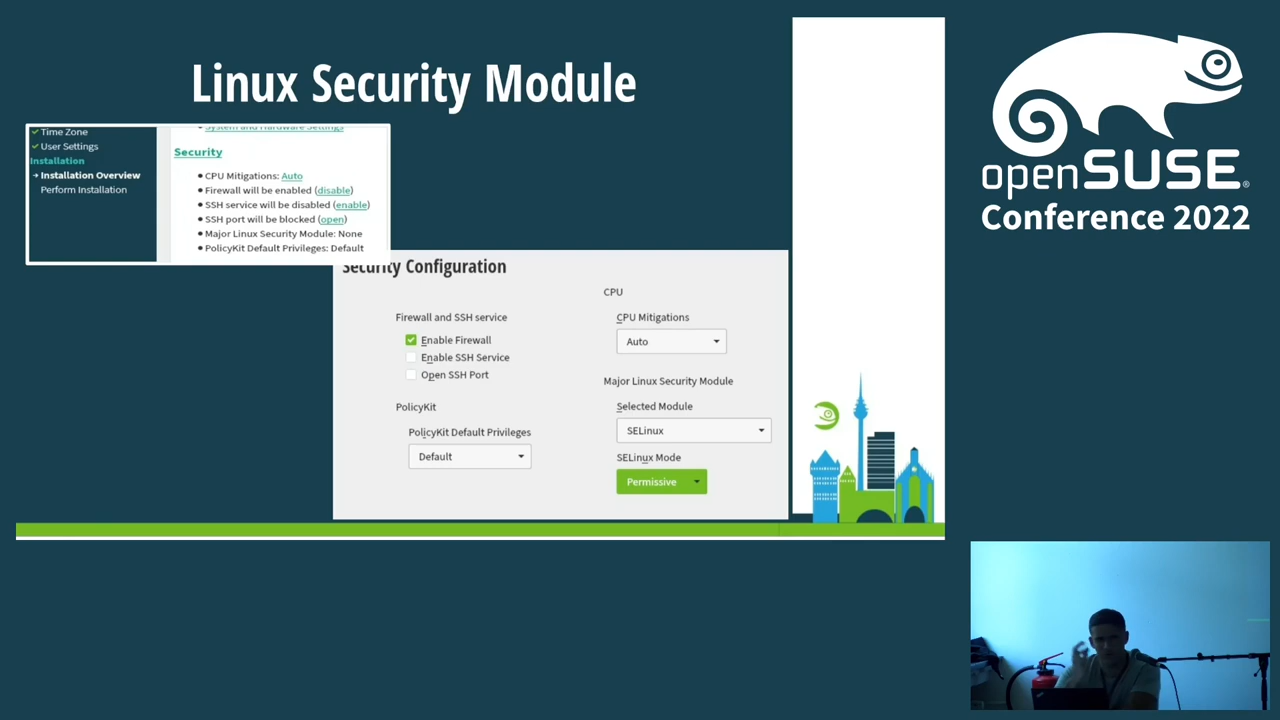 Linux Security Module
Time Zone
User Settings
Installation
Installation Overview
Perform Installation
System and Hardware Settings
Security
CPU Mitigations: Auto
Firewall will be enabled (disable)
SSH service will be disabled (enable)
SSH port will be blocked (open)
Major Linux Security Module: None
PolicyKit Default Privileges: Default
Security Configuration
Firewall and SSH service
Enable Firewall
Enable SSH Service
Open SSH Port
PolicyKit
PolicyKit Default Privileges
Default
CPU
CPU Mitigations
Auto
Major Linux Security Module
Selected Module
SELinux
SELinux Mode
Permissive
openSUSE®
Conference 2022